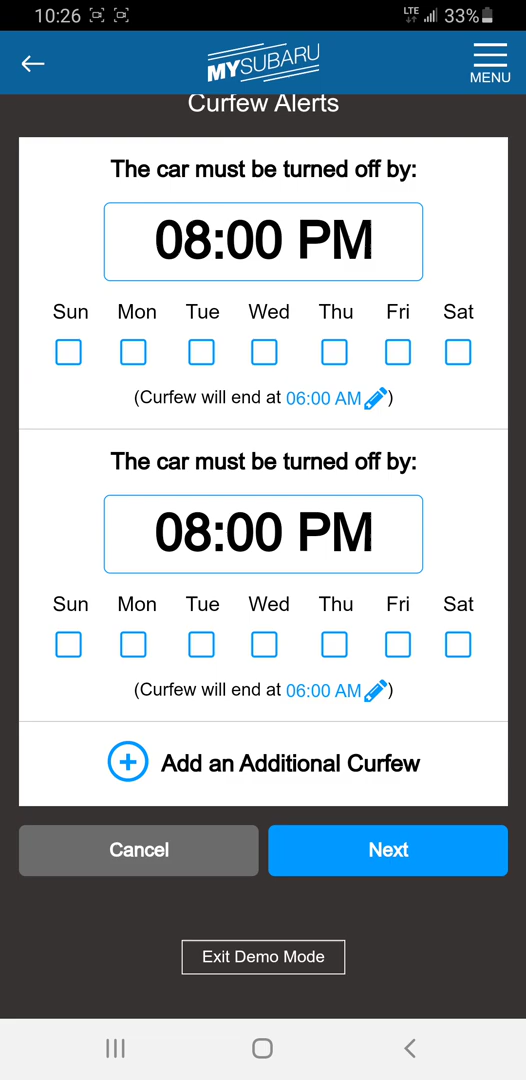 10:26 LTE 33%
MYSUBARU
MENU
Curfew Alerts
The car must be turned off by:
08:00 PM
Sun Mon Tue Wed Thu Fri Sat
(Curfew will end at 06:00 AM)
The car must be turned off by:
08:00 PM
Sun Mon Tue Wed Thu Fri Sat
(Curfew will end at 06:00 AM)
Add an Additional Curfew
Cancel Next
Exit Demo Mode